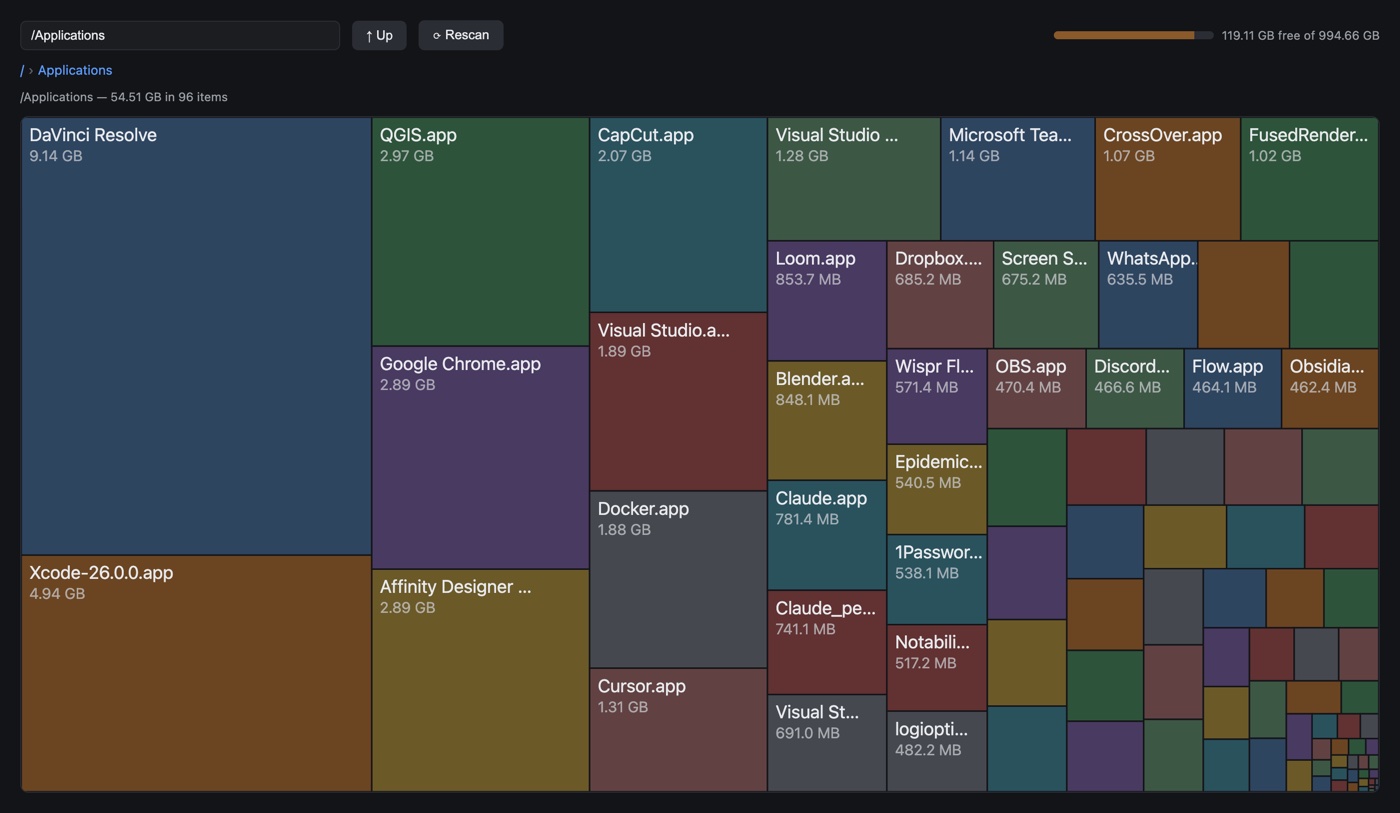 /Applications
↑ Up
⟳ Rescan
119.11 GB free of 994.66 GB
/ › Applications
/Applications — 54.51 GB in 96 items
DaVinci Resolve
9.14 GB
Xcode-26.0.0.app
4.94 GB
QGIS.app
2.97 GB
Google Chrome.app
2.89 GB
Affinity Designer ...
2.89 GB
CapCut.app
2.07 GB
Visual Studio.a...
1.89 GB
Docker.app
1.88 GB
Cursor.app
1.31 GB
Visual Studio ...
1.28 GB
Microsoft Tea...
1.14 GB
CrossOver.app
1.07 GB
FusedRender...
1.02 GB
Loom.app
853.7 MB
Blender.a...
848.1 MB
Claude.app
781.4 MB
Claude_pe...
741.1 MB
Visual St...
691.0 MB
Dropbox....
685.2 MB
Screen S...
675.2 MB
WhatsApp.
635.5 MB
Wispr Fl...
571.4 MB
Epidemic...
540.5 MB
1Passwor...
538.1 MB
Notabili...
517.2 MB
logiopti...
482.2 MB
OBS.app
470.4 MB
Discord...
466.6 MB
Flow.app
464.1 MB
Obsidia...
462.4 MB